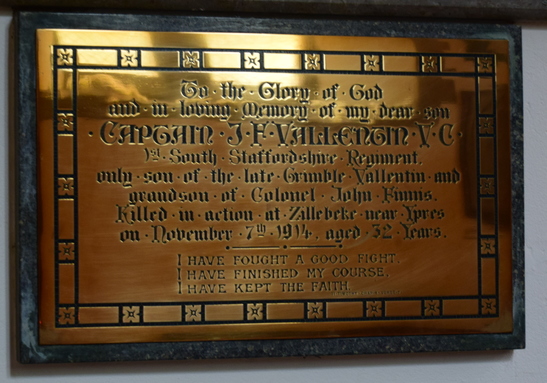 To · the · Glory · of · God
and · in · loving · Memory · of · my · dear · son
· CAPTAIN · J · F · VALLENTIN · V · C ·
1st · South · Staffordshire · Regiment.
only · son · of · the · late · Grimble · Vallentin · and
grandson · of · Colonel · John · Finnis.
Killed · in · action · at · Zillebeke · near · Ypres
on · November · 7th · 1914. aged · 32 · Years.
I HAVE FOUGHT A GOOD FIGHT.
I HAVE FINISHED MY COURSE.
I HAVE KEPT THE FAITH.